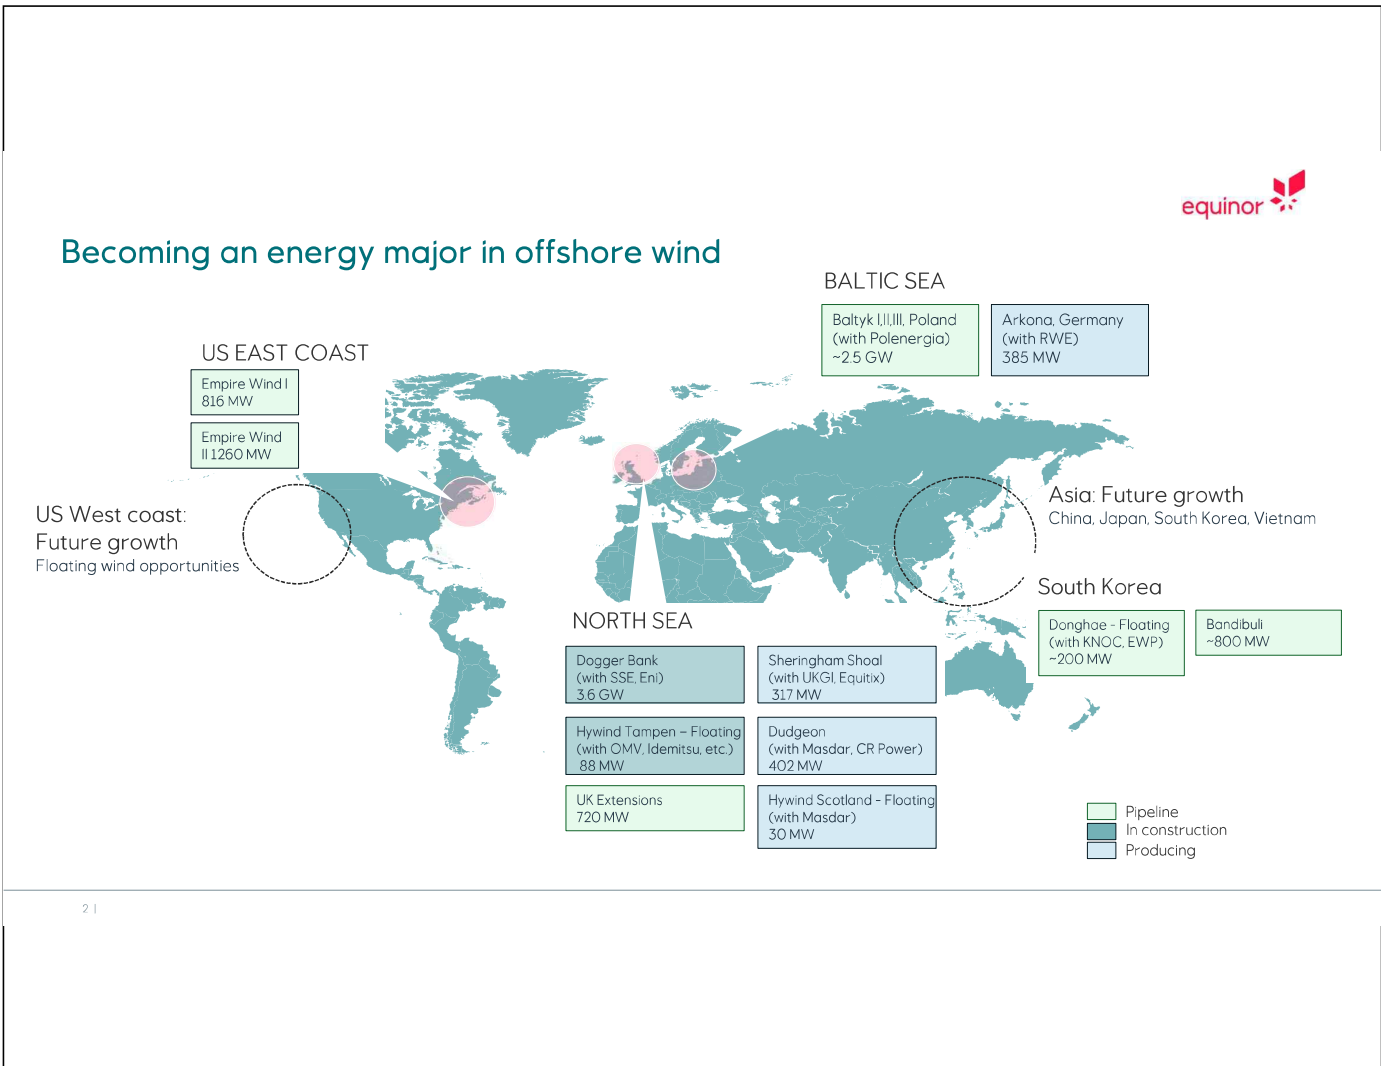 equinor
Becoming an energy major in offshore wind
BALTIC SEA
Baltyk I,II,III, Poland
(with Polenergia)
~2.5 GW
Arkona, Germany
(with RWE)
385 MW
US EAST COAST
Empire Wind I
816 MW
Empire Wind
II 1260 MW
US West coast:
Future growth
Floating wind opportunities
Asia: Future growth
China, Japan, South Korea, Vietnam
South Korea
Donghae - Floating
(with KNOC, EWP)
~200 MW
Bandibuli
~800 MW
NORTH SEA
Dogger Bank
(with SSE, Eni)
3.6 GW
Sheringham Shoal
(with UKGI, Equitix)
317 MW
Hywind Tampen – Floating
(with OMV, Idemitsu, etc.)
88 MW
Dudgeon
(with Masdar, CR Power)
402 MW
UK Extensions
720 MW
Hywind Scotland - Floating
(with Masdar)
30 MW
Pipeline
In construction
Producing
2 |